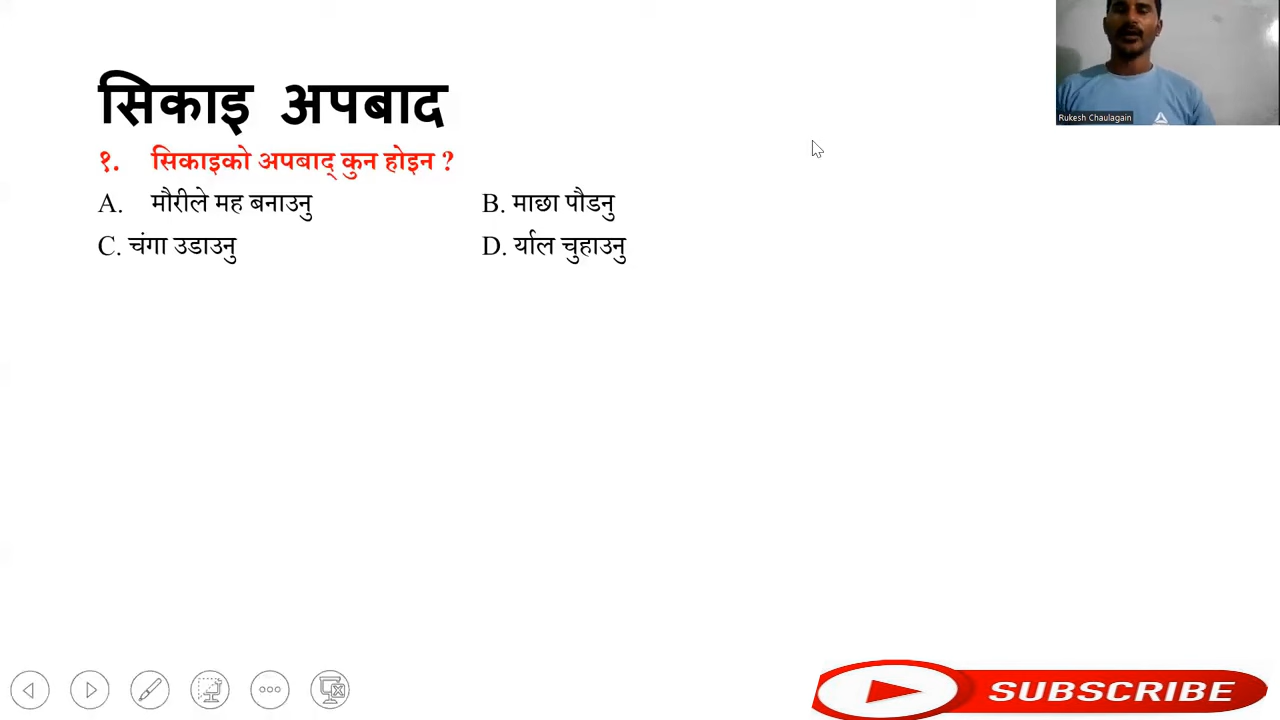 सिकाइ अपबाद
Rukesh Chaulagain
१. सिकाइको अपबाद् कुन होइन ?
A. मौरीले मह बनाउनु B. माछा पौडनु
C. चंगा उडाउनु D. र्याल चुहाउनु
SUBSCRIBE